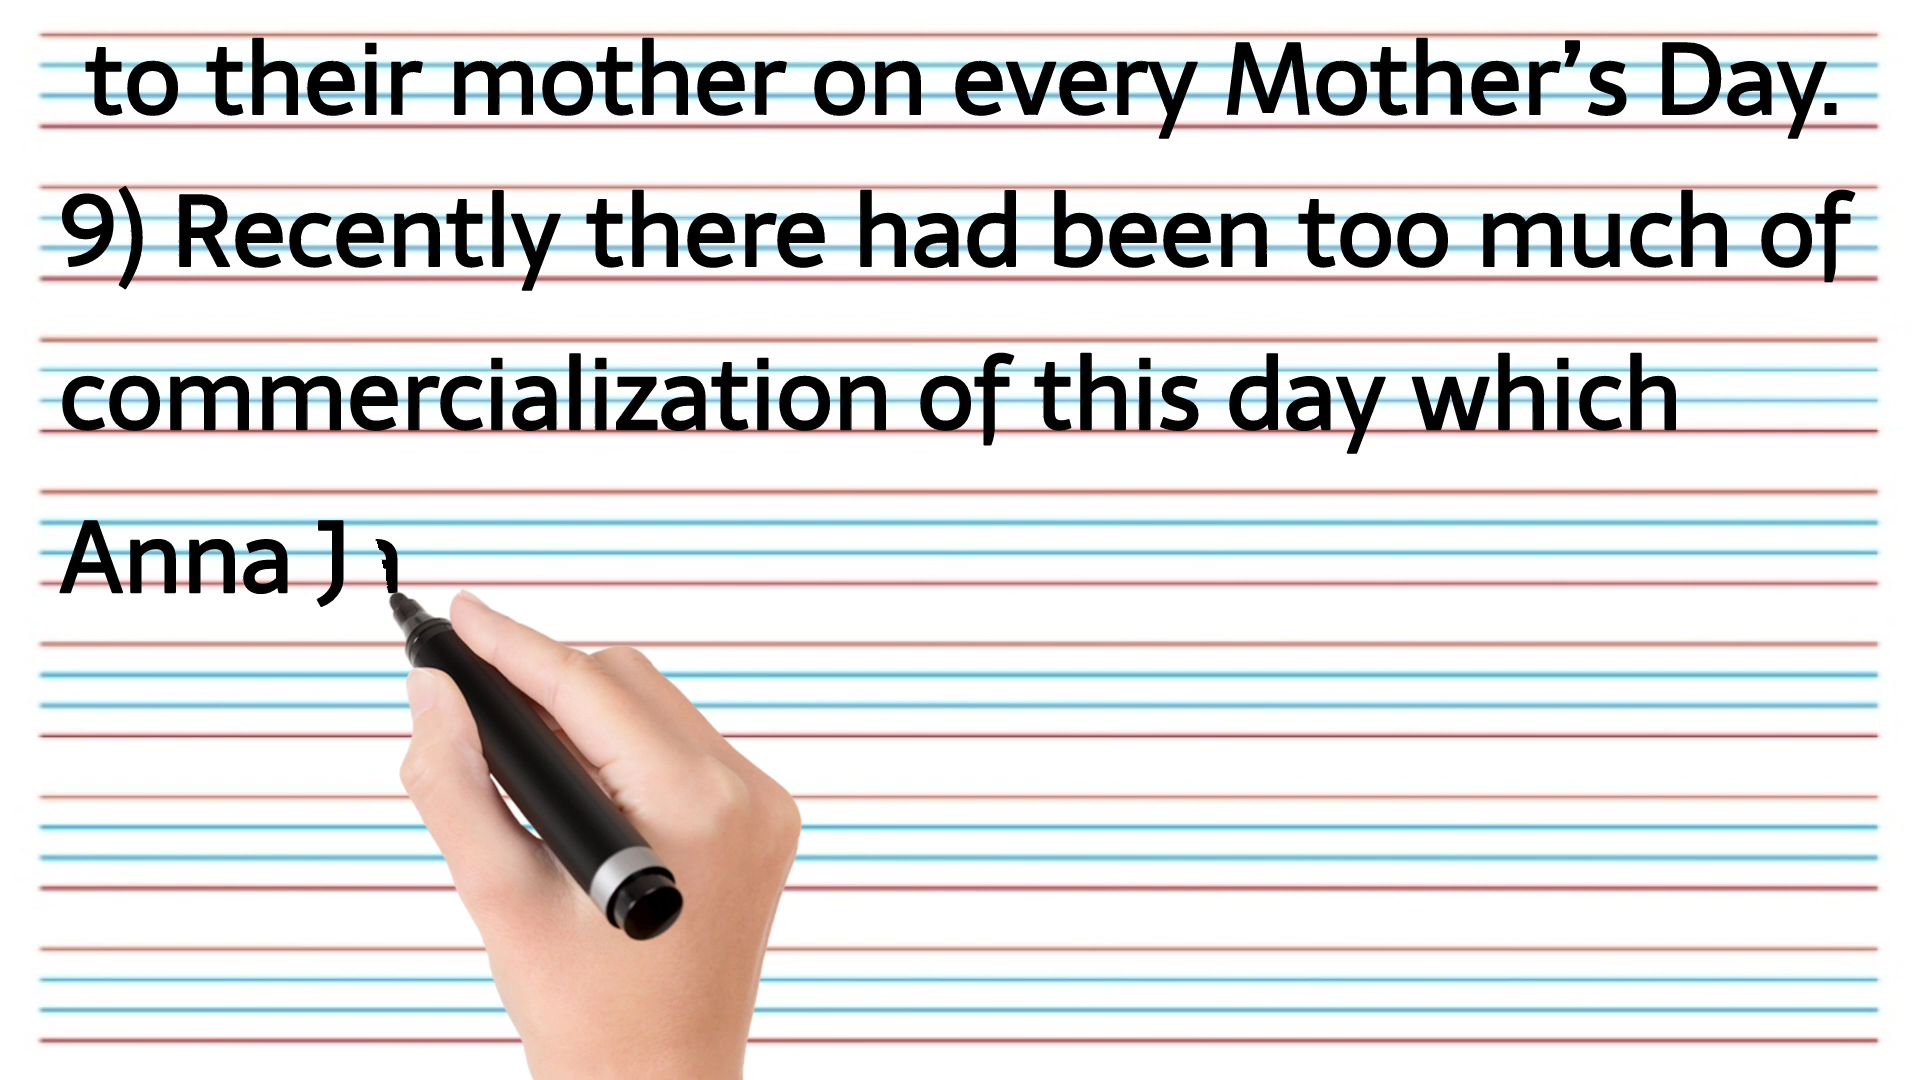 to their mother on every Mother’s Day.
9) Recently there had been too much of
commercialization of this day which
Anna J